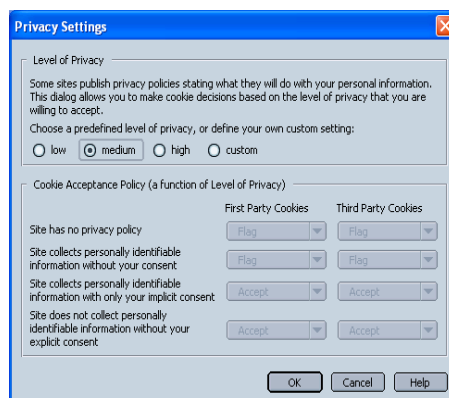 Privacy Settings
Level of Privacy
Some sites publish privacy policies stating what they will do with your personal information.
This dialog allows you to make cookie decisions based on the level of privacy that you are
willing to accept.
Choose a predefined level of privacy, or define your own custom setting:
low medium high custom
Cookie Acceptance Policy (a function of Level of Privacy)
First Party Cookies Third Party Cookies
Site has no privacy policy Flag Flag
Site collects personally identifiable
information without your consent Flag Flag
Site collects personally identifiable
information with only your implicit consent Accept Accept
Site does not collect personally
identifiable information without your Accept Accept
explicit consent
OK Cancel Help